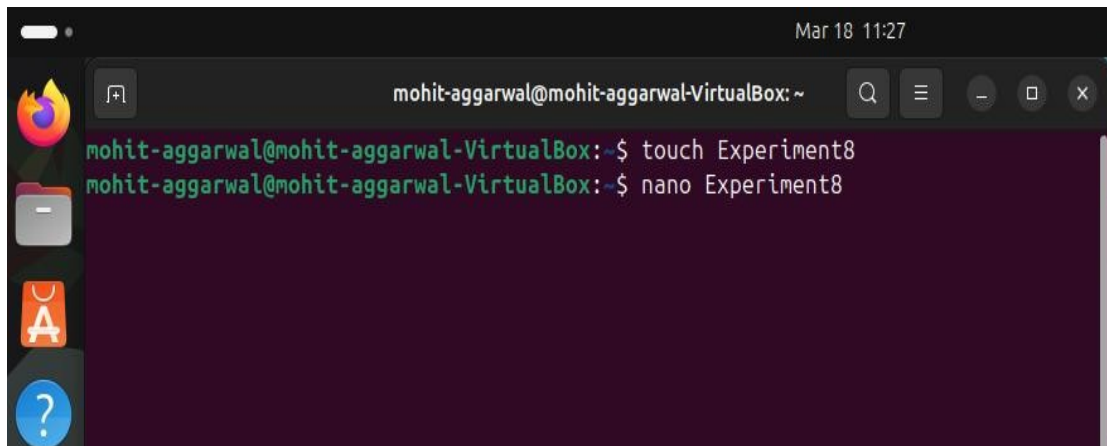 Mar 18 11:27
mohit-aggarwal@mohit-aggarwal-VirtualBox: ~
mohit-aggarwal@mohit-aggarwal-VirtualBox:~$ touch Experiment8
mohit-aggarwal@mohit-aggarwal-VirtualBox:~$ nano Experiment8